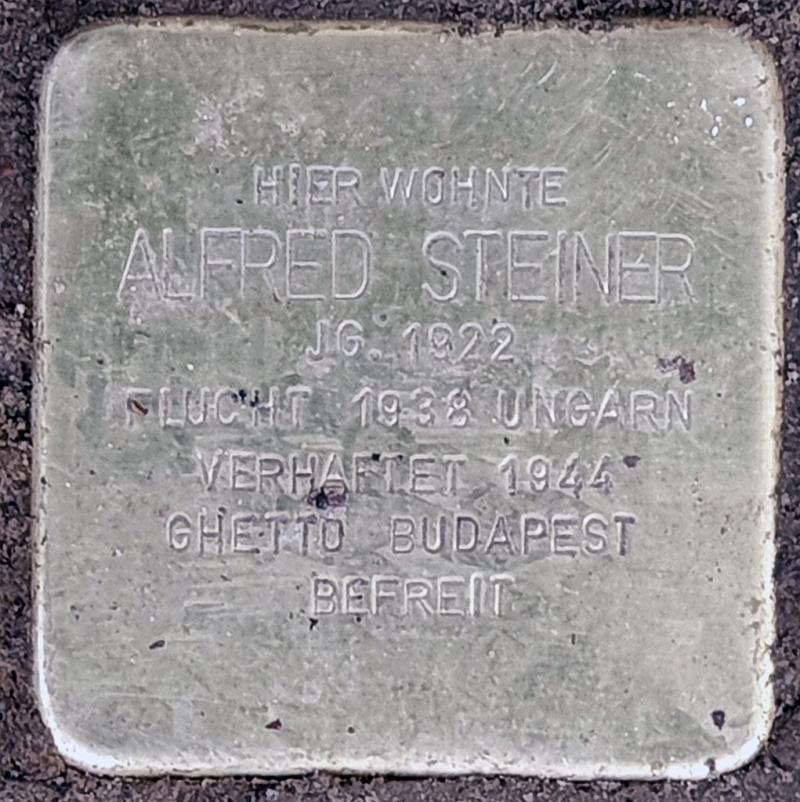 HIER WOHNTE
ALFRED STEINER
JG. 1922
FLUCHT 1938 UNGARN
VERHAFTET 1944
GHETTO BUDAPEST
BEFREIT